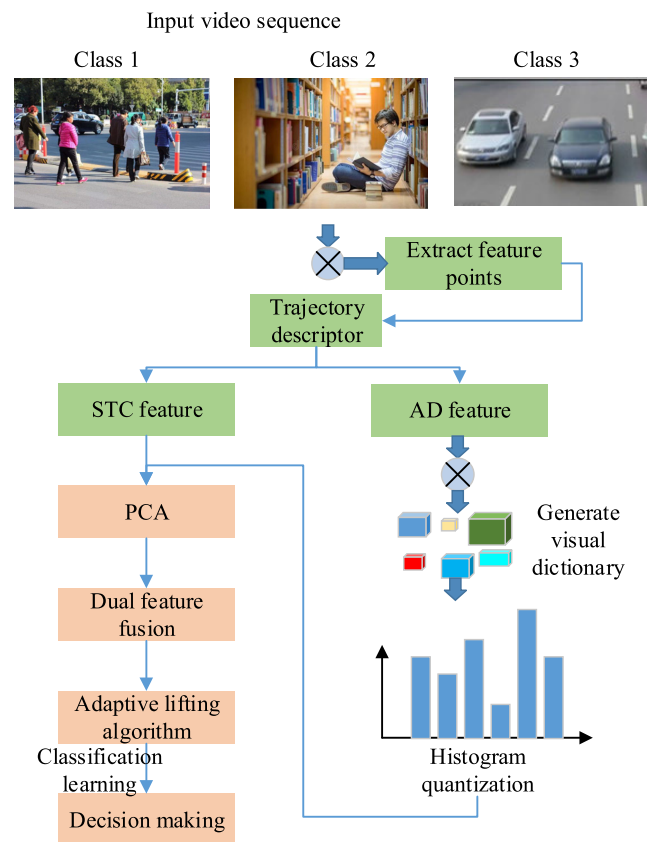 Input video sequence
Class 1
Class 2
Class 3
Extract feature
points
Trajectory
descriptor
STC feature
AD feature
PCA
Generate
visual
dictionary
Dual feature
fusion
Adaptive lifting
algorithm
Classification
learning
Histogram
quantization
Decision making